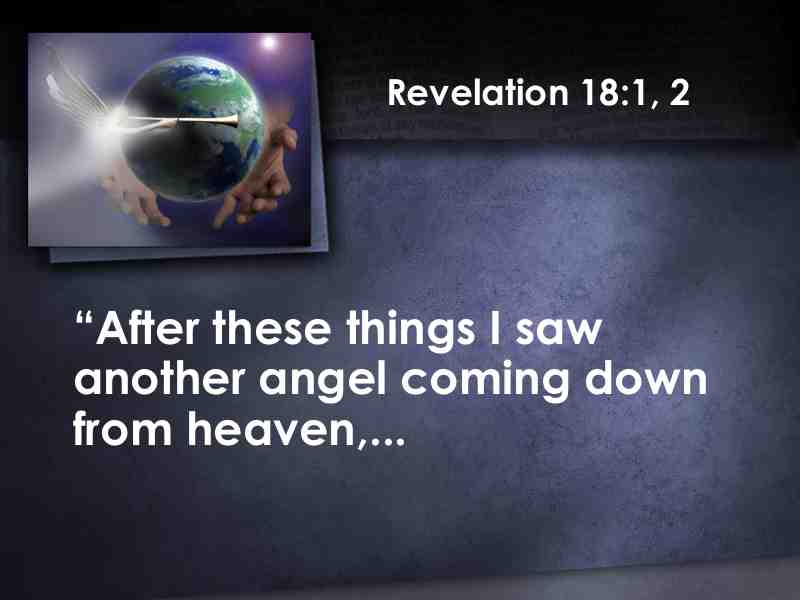 Revelation 18:1, 2
“After these things I saw
another angel coming down
from heaven,...